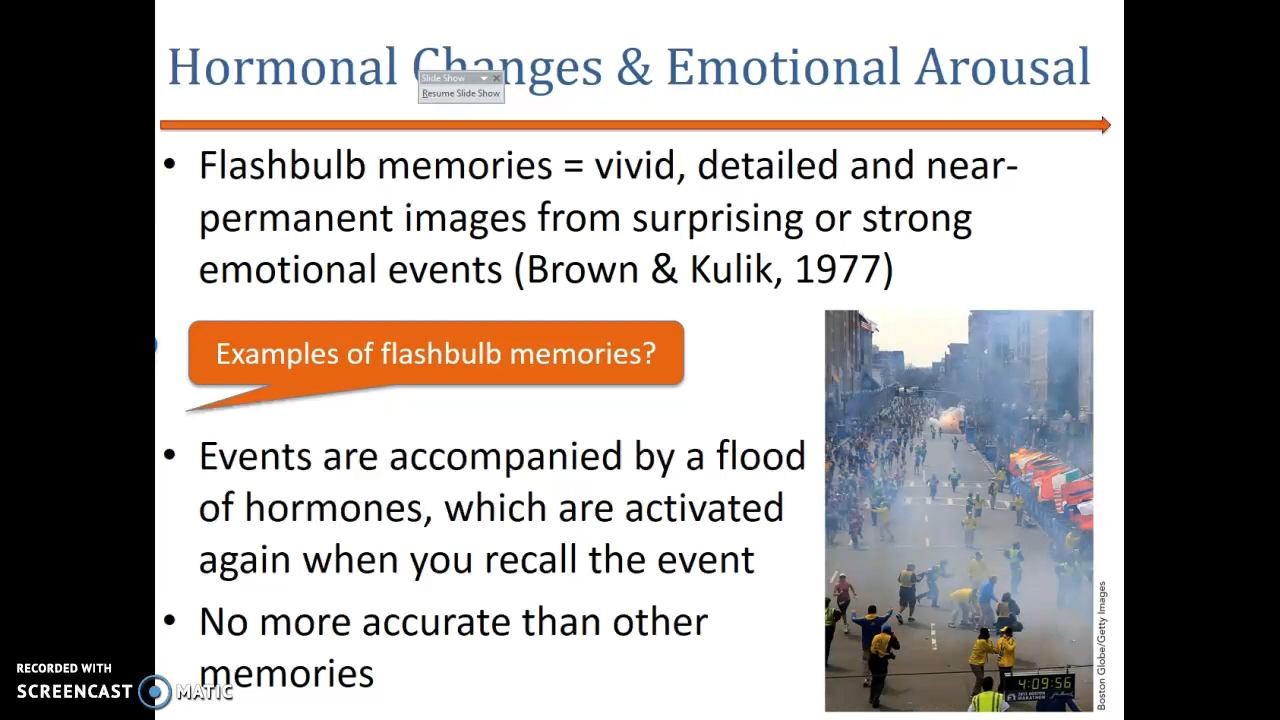 Hormonal Changes & Emotional Arousal
Slide Show
Resume Slide Show
• Flashbulb memories = vivid, detailed and near-
permanent images from surprising or strong
emotional events (Brown & Kulik, 1977)
Examples of flashbulb memories?
• Events are accompanied by a flood
of hormones, which are activated
again when you recall the event
• No more accurate than other
memories
Boston Globe/Getty Images
4:09:56
RECORDED WITH
SCREENCAST MATIC